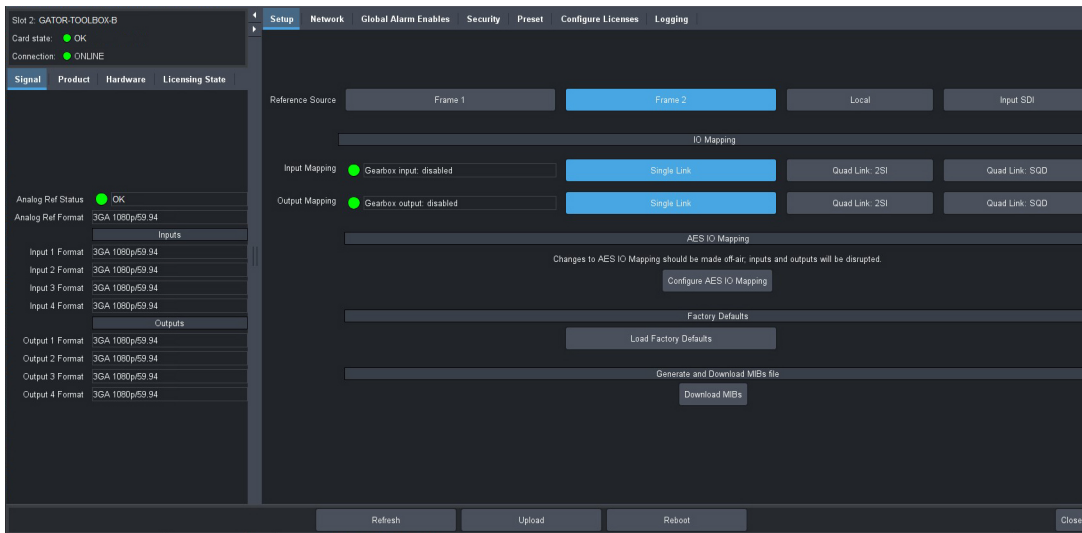 Slot 2: GATOR-TOOLBOX-B
Card state: OK
Connection: ONLINE
Signal Product Hardware Licensing State
Analog Ref Status OK
Analog Ref Format 3GA 1080p/59.94
Inputs
Input 1 Format 3GA 1080p/59.94
Input 2 Format 3GA 1080p/59.94
Input 3 Format 3GA 1080p/59.94
Input 4 Format 3GA 1080p/59.94
Outputs
Output 1 Format 3GA 1080p/59.94
Output 2 Format 3GA 1080p/59.94
Output 3 Format 3GA 1080p/59.94
Output 4 Format 3GA 1080p/59.94
Setup Network Global Alarm Enables Security Preset Configure Licenses Logging
Reference Source Frame 1 Frame 2 Local Input SDI
IO Mapping
Input Mapping Gearbox input: disabled Single Link Quad Link: 2SI Quad Link: SQD
Output Mapping Gearbox output: disabled Single Link Quad Link: 2SI Quad Link: SQD
AES IO Mapping
Changes to AES IO Mapping should be made off-air; inputs and outputs will be disrupted.
Configure AES IO Mapping
Factory Defaults
Load Factory Defaults
Generate and Download MIBs file
Download MIBs
Refresh Upload Reboot Close